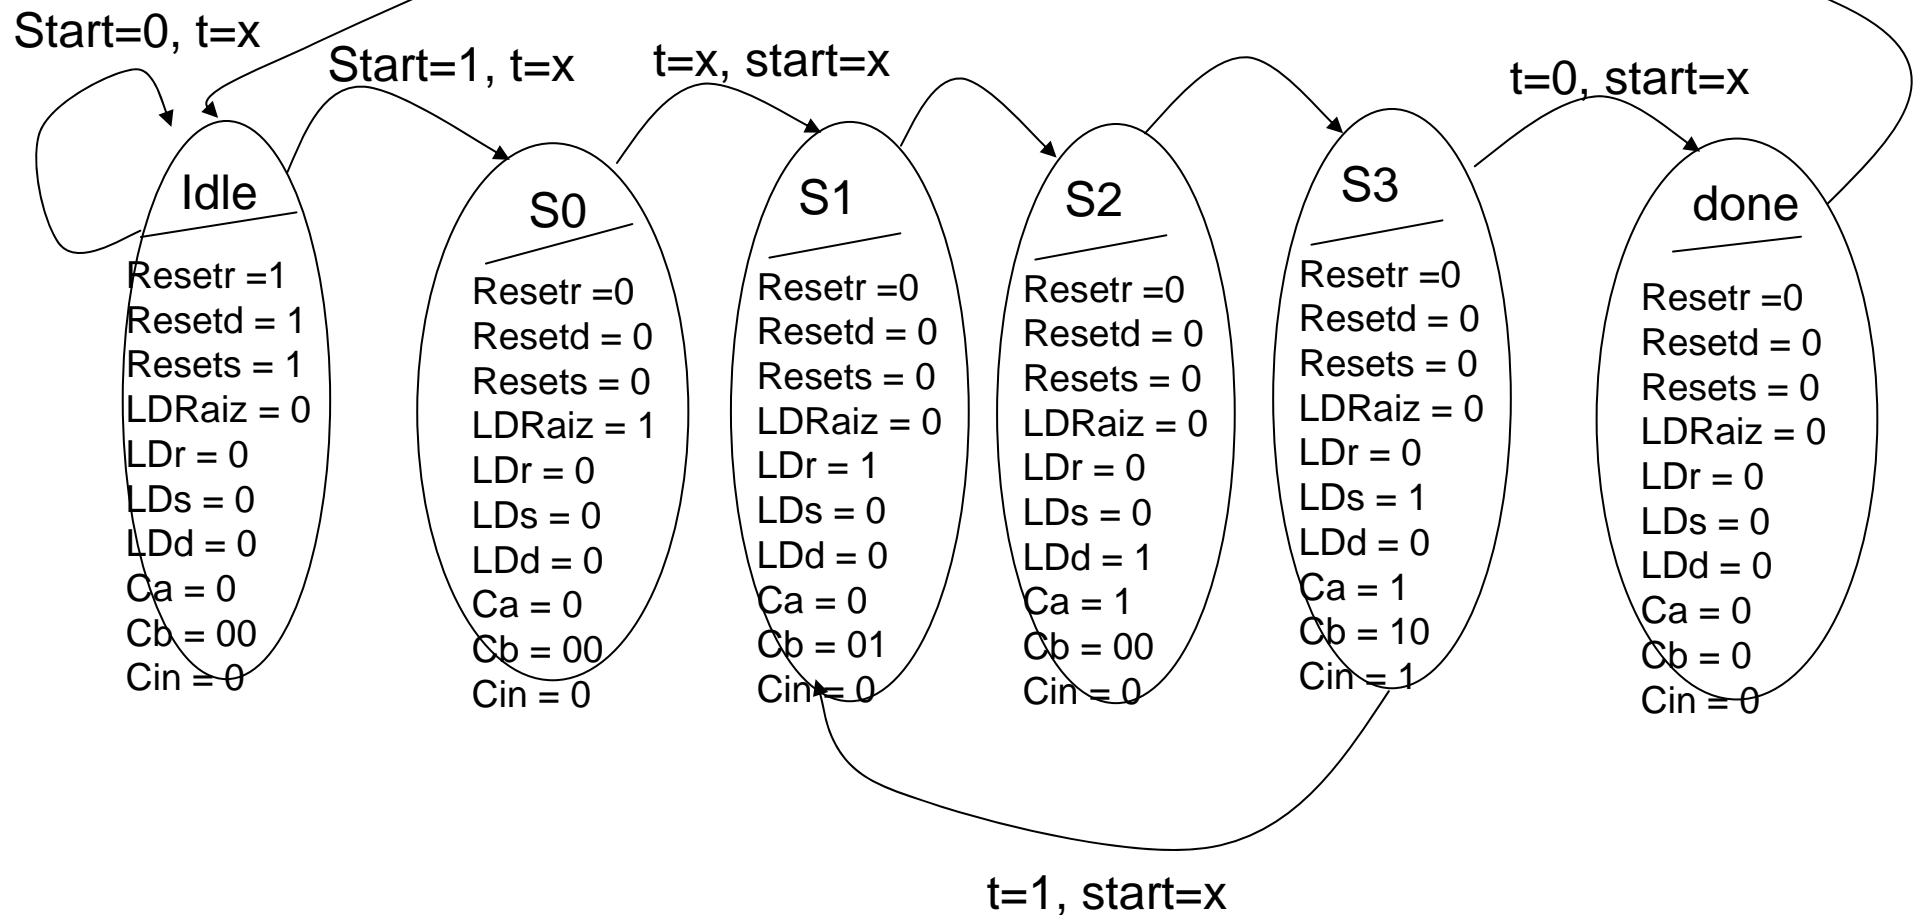 Start=0, t=x
Start=1, t=x
t=x, start=x
t=0, start=x
Idle
Resetr =1
Resetd = 1
Resets = 1
LDRaiz = 0
LDr = 0
LDs = 0
LDd = 0
Ca = 0
Cb = 00
Cin = 0
S0
Resetr =0
Resetd = 0
Resets = 0
LDRaiz = 1
LDr = 0
LDs = 0
LDd = 0
Ca = 0
Cb = 00
Cin = 0
S1
Resetr =0
Resetd = 0
Resets = 0
LDRaiz = 0
LDr = 1
LDs = 0
LDd = 0
Ca = 0
Cb = 01
Cin = 0
S2
Resetr =0
Resetd = 0
Resets = 0
LDRaiz = 0
LDr = 0
LDs = 0
LDd = 1
Ca = 1
Cb = 00
Cin = 0
S3
Resetr =0
Resetd = 0
Resets = 0
LDRaiz = 0
LDr = 0
LDs = 1
LDd = 0
Ca = 1
Cb = 10
Cin = 1
done
Resetr =0
Resetd = 0
Resets = 0
LDRaiz = 0
LDr = 0
LDs = 0
LDd = 0
Ca = 0
Cb = 0
Cin = 0
t=1, start=x